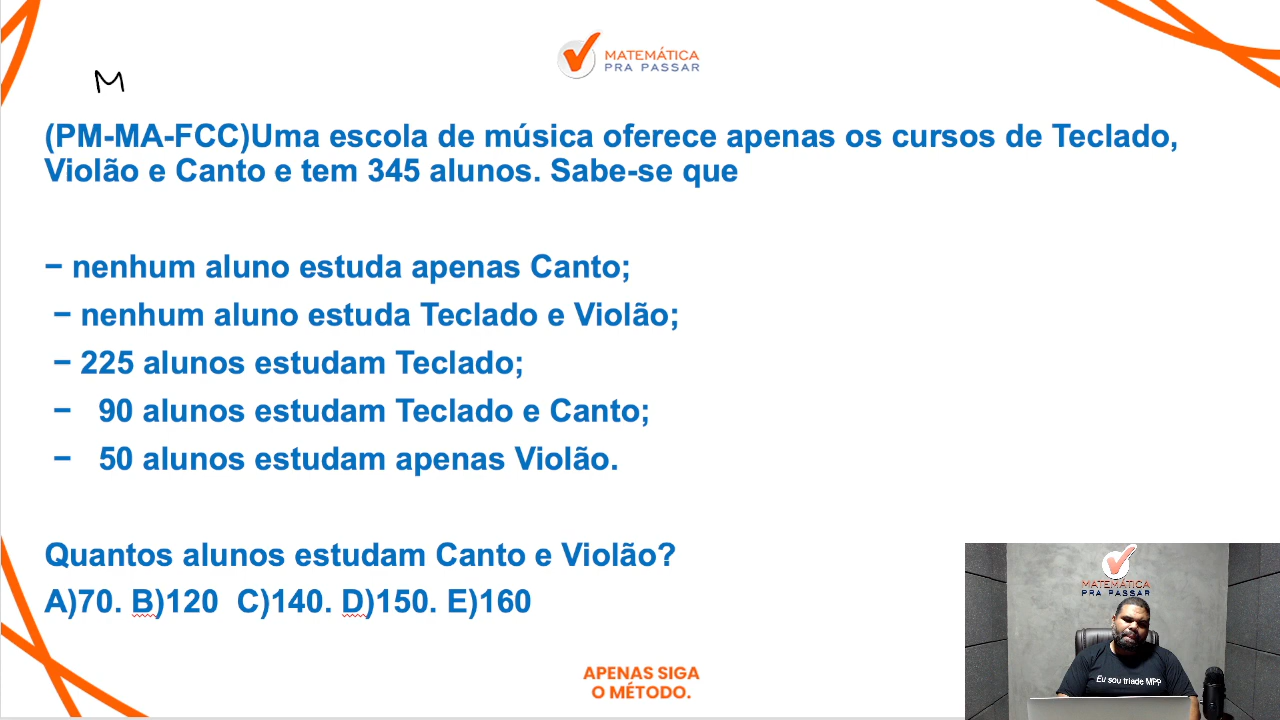 MATEMÁTICA
PRA PASSAR
M
(PM-MA-FCC)Uma escola de música oferece apenas os cursos de Teclado,
Violão e Canto e tem 345 alunos. Sabe-se que
− nenhum aluno estuda apenas Canto;
− nenhum aluno estuda Teclado e Violão;
− 225 alunos estudam Teclado;
− 90 alunos estudam Teclado e Canto;
− 50 alunos estudam apenas Violão.
Quantos alunos estudam Canto e Violão?
A)70. B)120 C)140. D)150. E)160
MATEMÁTICA
PRA PASSAR
Eu sou tríade MPP
APENAS SIGA
O MÉTODO.